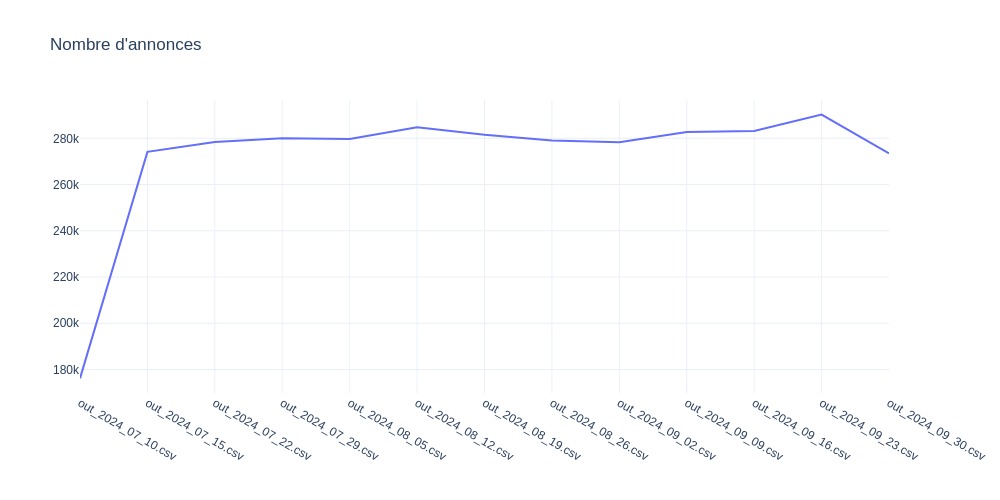 Nombre d'annonces
280k
260k
240k
220k
200k
180k
out_2024_07_10.csv
out_2024_07_15.csv
out_2024_07_22.csv
out_2024_07_29.csv
out_2024_08_05.csv
out_2024_08_12.csv
out_2024_08_19.csv
out_2024_08_26.csv
out_2024_09_02.csv
out_2024_09_09.csv
out_2024_09_16.csv
out_2024_09_23.csv
out_2024_09_30.csv